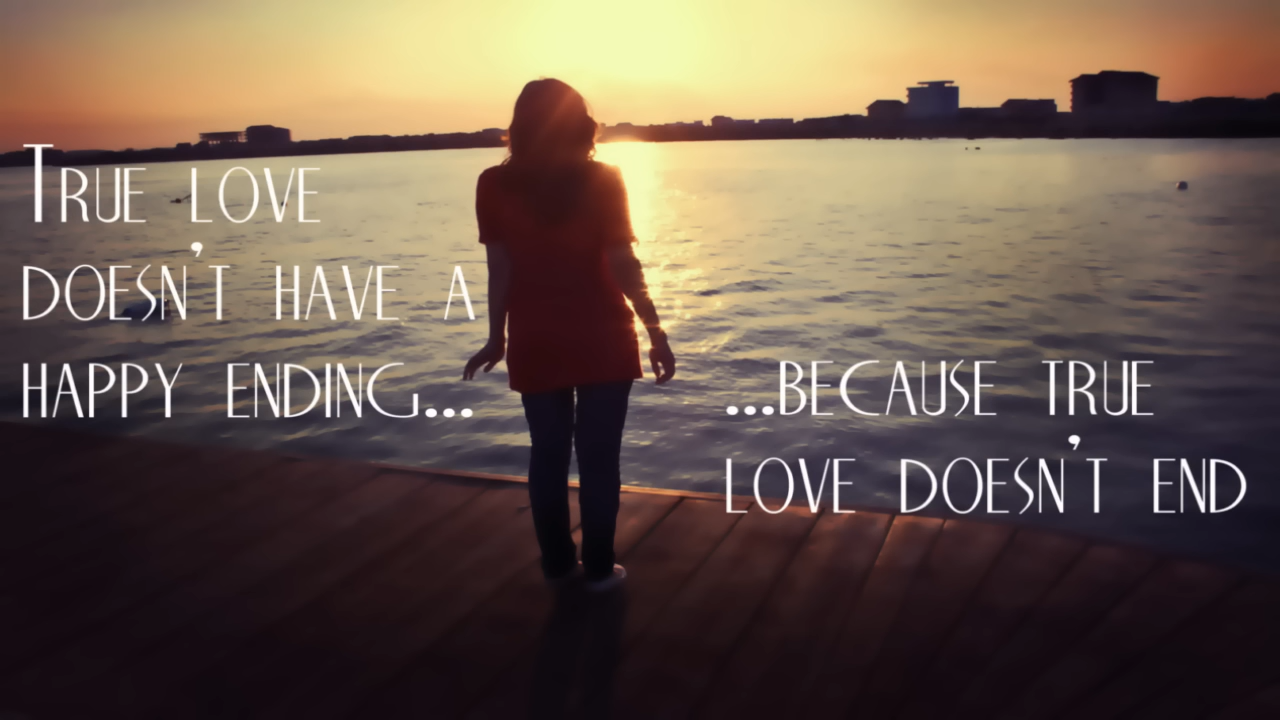 True love
doesn't have a
happy ending...
...because true
love doesn't end